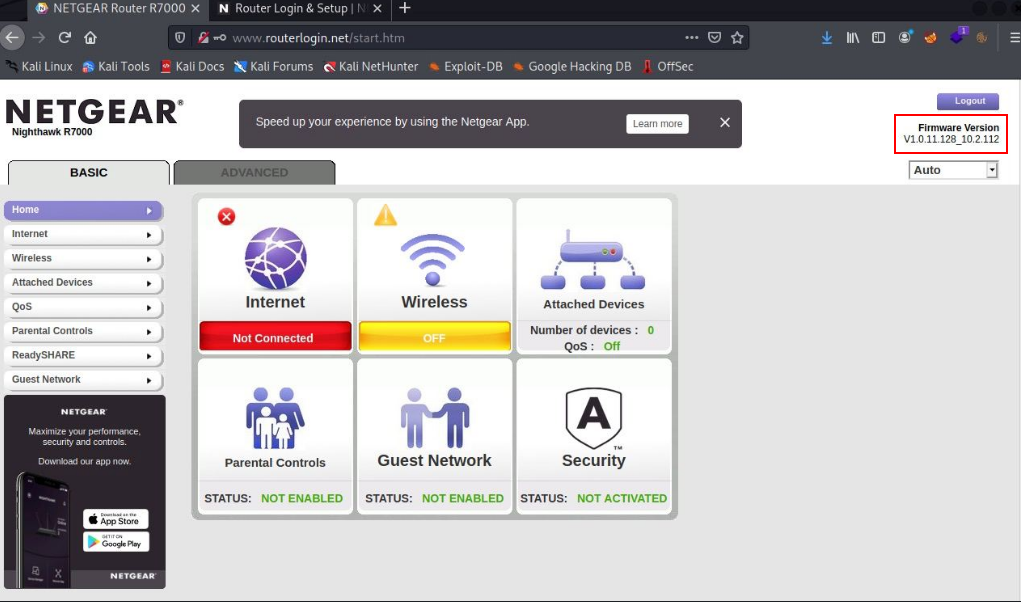 NETGEAR Router R7000
Router Login & Setup | N
www.routerlogin.net/start.htm
1
Kali Linux
Kali Tools
Kali Docs
Kali Forums
Kali NetHunter
Exploit-DB
Google Hacking DB
OffSec
NETGEAR®
Nighthawk R7000
Speed up your experience by using the Netgear App.
Learn more
Logout
Firmware Version
V1.0.11.128_10.2.112
Auto
BASIC
ADVANCED
Home
Internet
Wireless
Attached Devices
QoS
Parental Controls
ReadySHARE
Guest Network
Internet
Not Connected
Wireless
OFF
Attached Devices
Number of devices : 0
QoS : Off
Parental Controls
STATUS: NOT ENABLED
Guest Network
STATUS: NOT ENABLED
A
TM
Security
STATUS: NOT ACTIVATED
NETGEAR
Maximize your performance,
security and controls.
Download our app now.
Download on the
App Store
GET IT ON
Google Play
NETGEAR